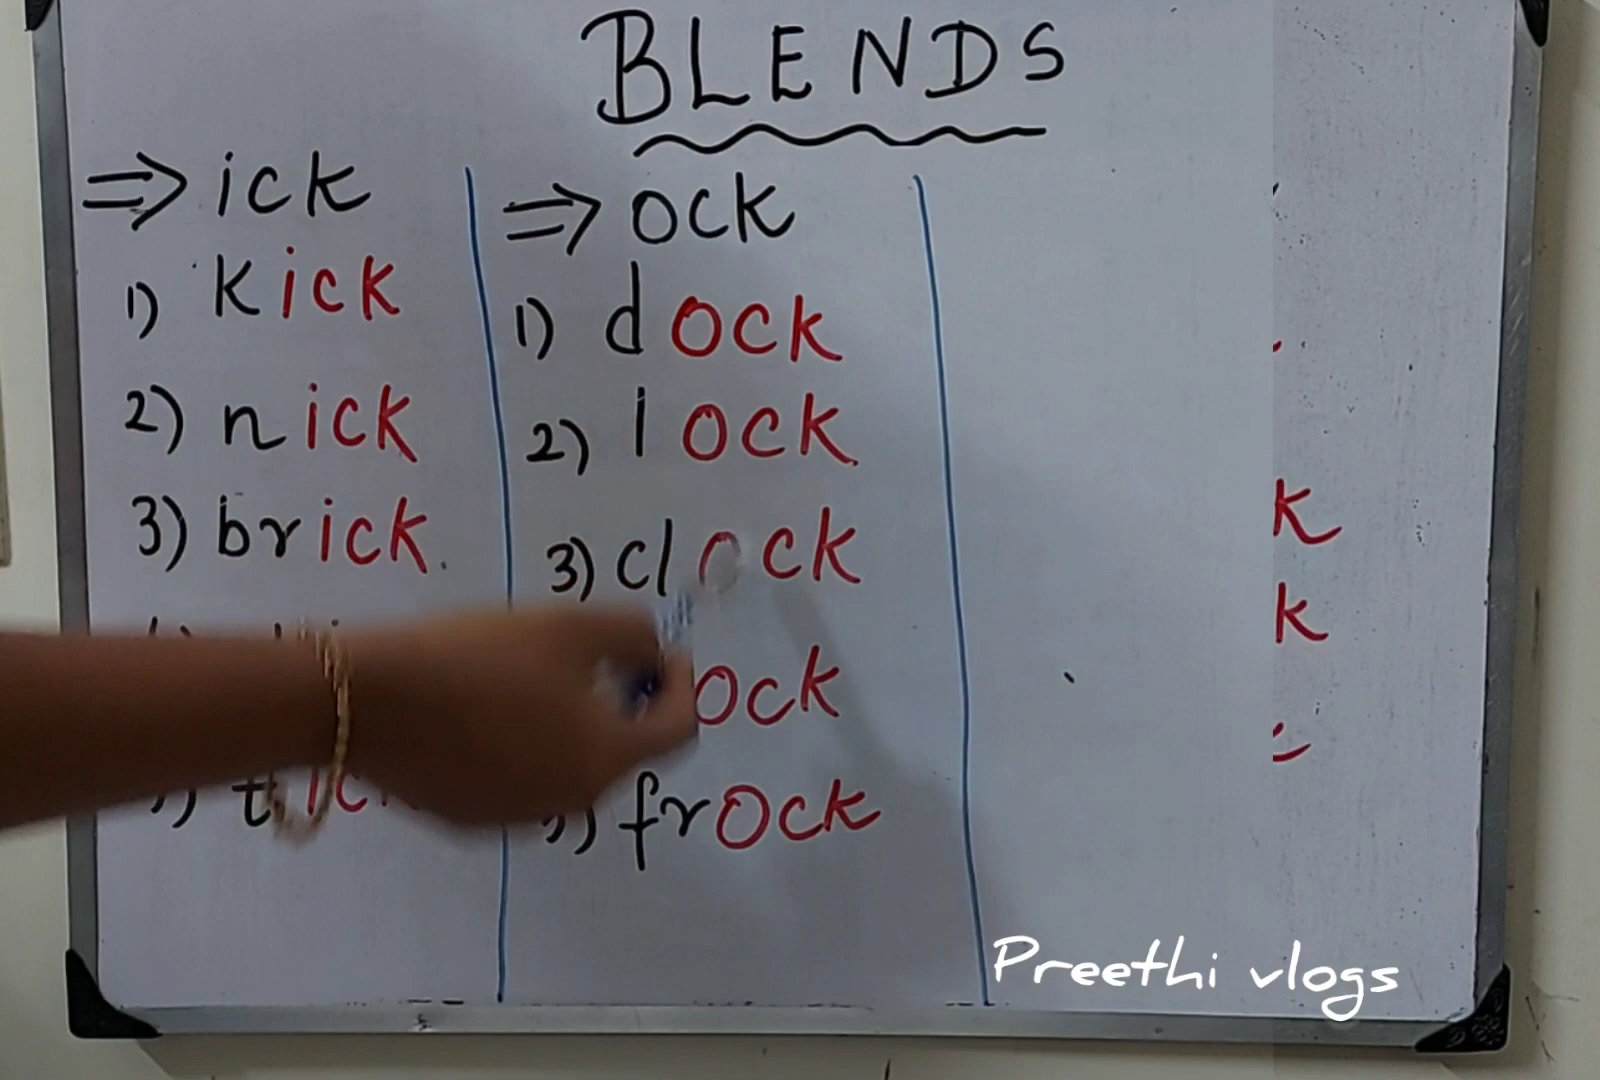 BLENDS
⇒ ick
1) kick
2) nick
3) brick.
⇒ ock
1) dock
2) lock
3) clock
ock
frock
k
k
Preethi vlogs